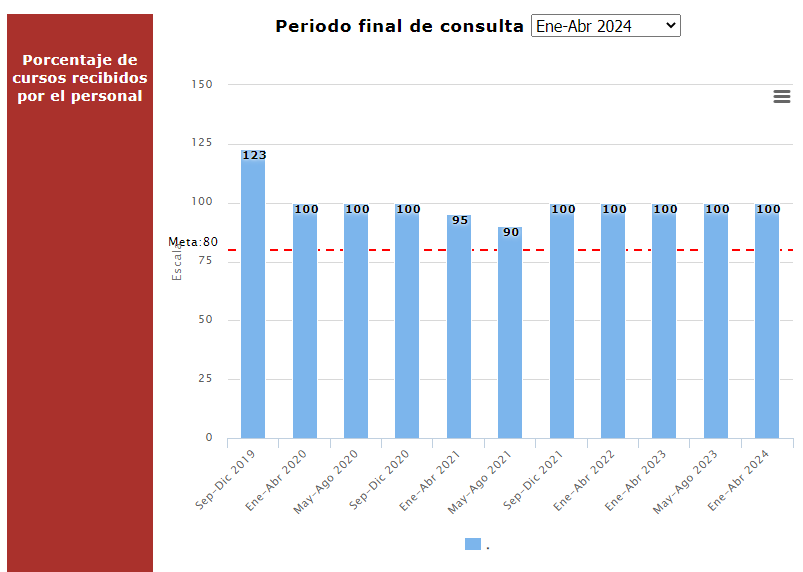 Periodo final de consulta Ene-Abr 2024
Porcentaje de
cursos recibidos
por el personal
150
125
100
75
50
25
0
Meta:80
Escala
123
100
100
100
95
90
100
100
100
100
100
Sep-Dic 2019
Ene-Abr 2020
May-Ago 2020
Sep-Dic 2020
Ene-Abr 2021
May-Ago 2021
Sep-Dic 2021
Ene-Abr 2022
Ene-Abr 2023
May-Ago 2023
Ene-Abr 2024
.